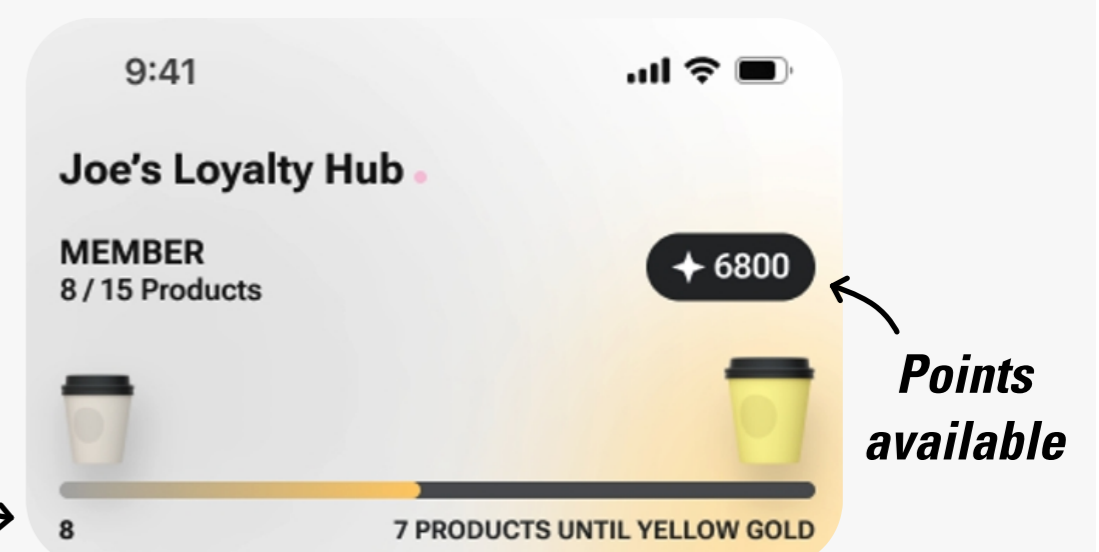 9:41
Joe's Loyalty Hub
MEMBER
8 / 15 Products
6800
Points
available
8
7 PRODUCTS UNTIL YELLOW GOLD